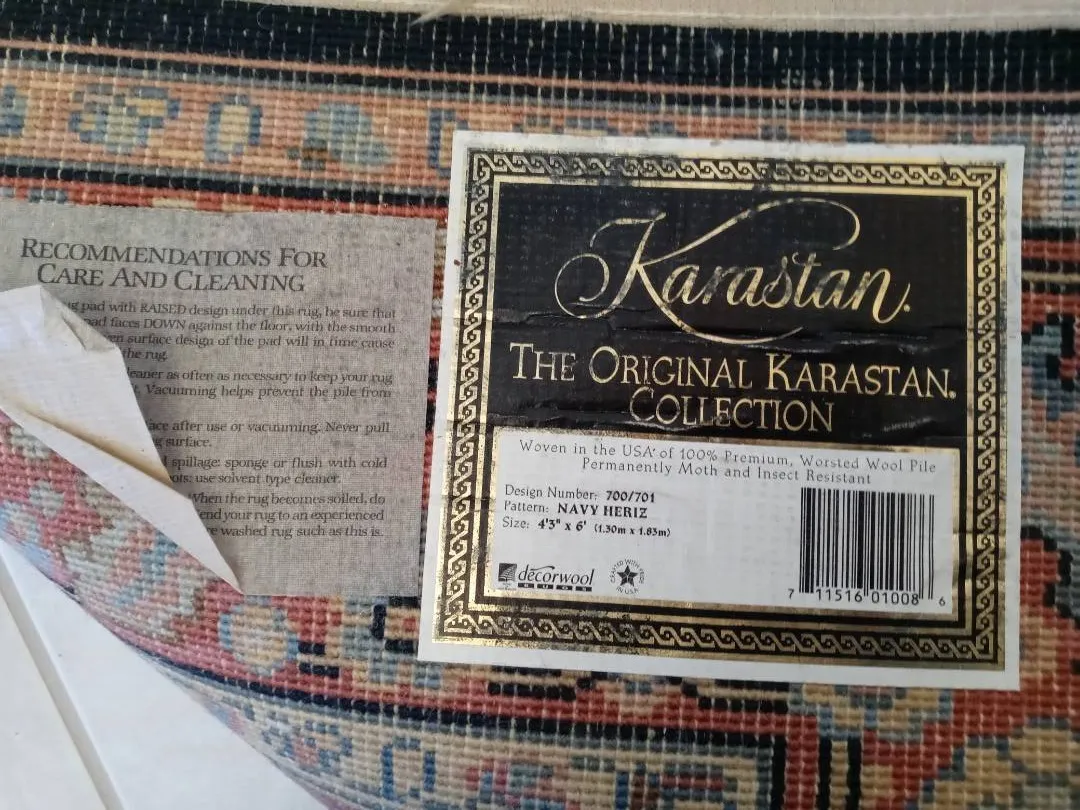 RECOMMENDATIONS FOR
CARE AND CLEANING
pad with RAISED design under this rug, be sure that
pad faces DOWN against the floor, with the smooth
surface design of the pad will in time cause
the rug.
as often as necessary to keep your rug
Vacuuming helps prevent the pile from
after use or vacuuming. Never pull
surface.
spillage: sponge or flush with cold
use solvent type cleaner.
When the rug becomes soiled, do
your rug to an experienced
washed rug such as this is.
Karastan.
THE ORIGINAL KARASTAN.
COLLECTION
Woven in the USA* of 100% Premium, Worsted Wool Pile
Permanently Moth and Insect Resistant
Design Number: 700/701
Pattern: NAVY HERIZ
Size: 4'3" x 6' (1.30m x 1.83m)
decorwool
CRAFTED WITH PRIDE
IN U.S.A.
7 11516 01008 6